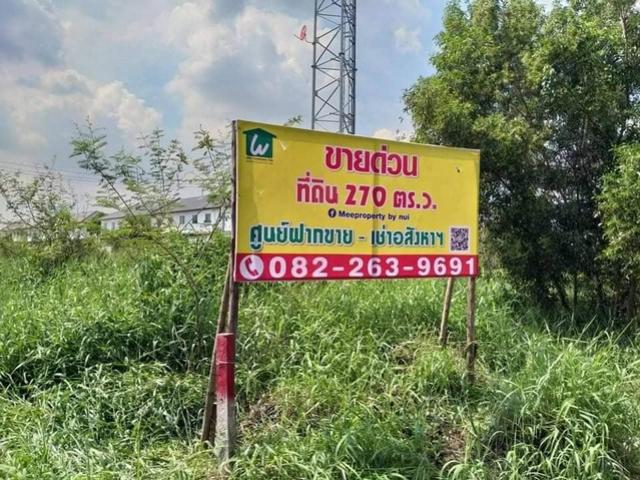 ขายด่วน
ที่ดิน 270 ตร.ว.
Meeproperty by nui
ศูนย์ฝากขาย - เช่าอสังหาฯ
082-263-9691